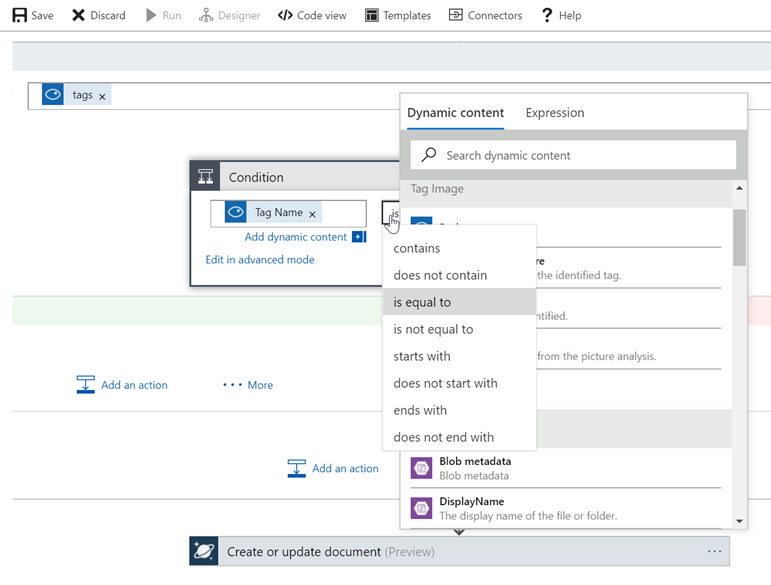 Save Discard Run Designer Code view Templates Connectors ? Help
tags x
Dynamic content Expression
Search dynamic content
Tag Image
Condition
Tag Name x is
Add dynamic content +
Edit in advanced mode
contains
does not contain
the identified tag.
is equal to
is not equal to
starts with
from the picture analysis.
does not start with
Add an action ••• More
ends with
does not end with
Blob metadata
Blob metadata
Add an action
DisplayName
The display name of the file or folder.
Create or update document (Preview) ...